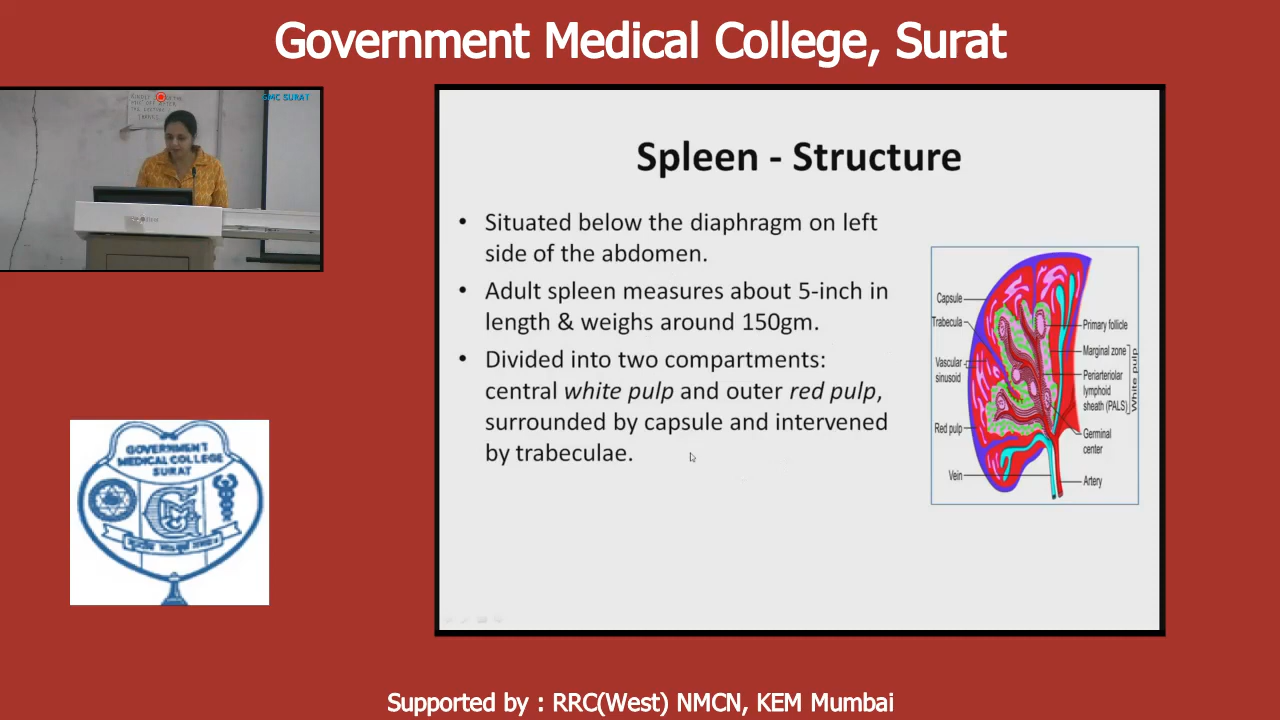 Government Medical College, Surat
GMC SURAT
Spleen - Structure
• Situated below the diaphragm on left
side of the abdomen.
• Adult spleen measures about 5-inch in
length & weighs around 150gm.
• Divided into two compartments:
central white pulp and outer red pulp,
surrounded by capsule and intervened
by trabeculae.
Capsule
Trabecula
Vascular
sinusoid
Red pulp
Vein
Primary follicle
Marginal zone
Periarteriolar
lymphoid
sheath (PALS)
White pulp
Germinal
center
Artery
GOVERNMENT
MEDICAL COLLEGE
SURAT
Supported by : RRC(West) NMCN, KEM Mumbai